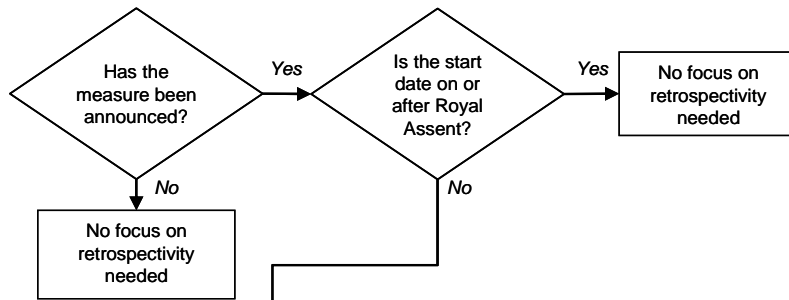 Has the
measure been
announced?
Yes
Is the start
date on or
after Royal
Assent?
Yes
No focus on
retrospectivity
needed
No
No focus on
retrospectivity
needed
No